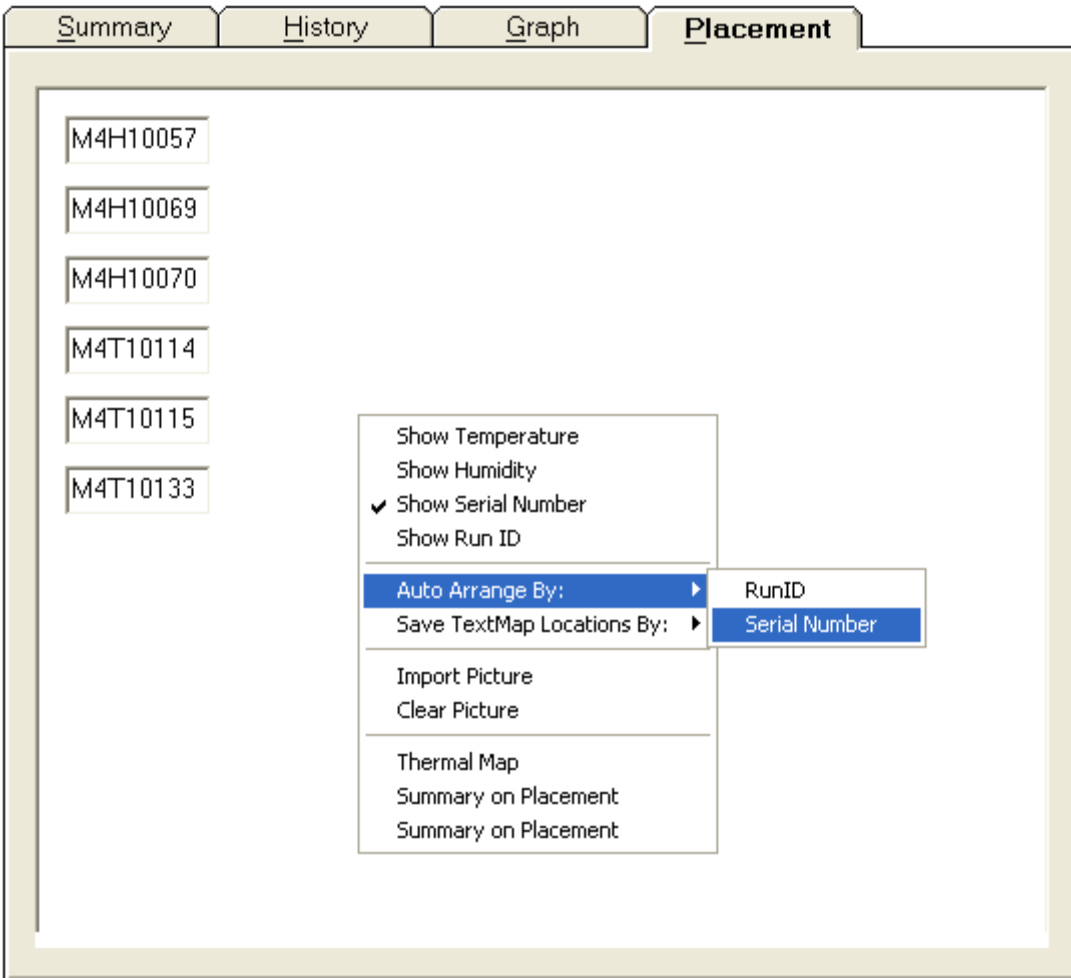 Summary History Graph Placement
M4H10057
M4H10069
M4H10070
M4T10114
M4T10115
M4T10133
Show Temperature
Show Humidity
Show Serial Number
Show Run ID
Auto Arrange By:
Save TextMap Locations By:
RunID
Serial Number
Import Picture
Clear Picture
Thermal Map
Summary on Placement
Summary on Placement